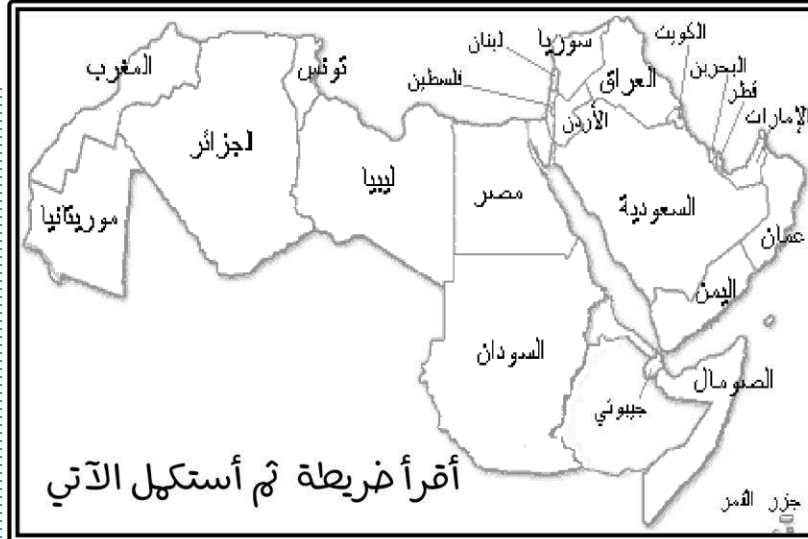 الكويت
سوريا
لبنان
البحرين
المغرب
تونس
فلسطين
العراق
قطر
الإمارات
الأردن
لجزائر
ليبيا
مصر
السعودية
موريتانيا
عمان
اليمن
السودان
الصومال
جيبوتي
أقرأ خريطة ثم أستكمل الآتي
جزر القمر